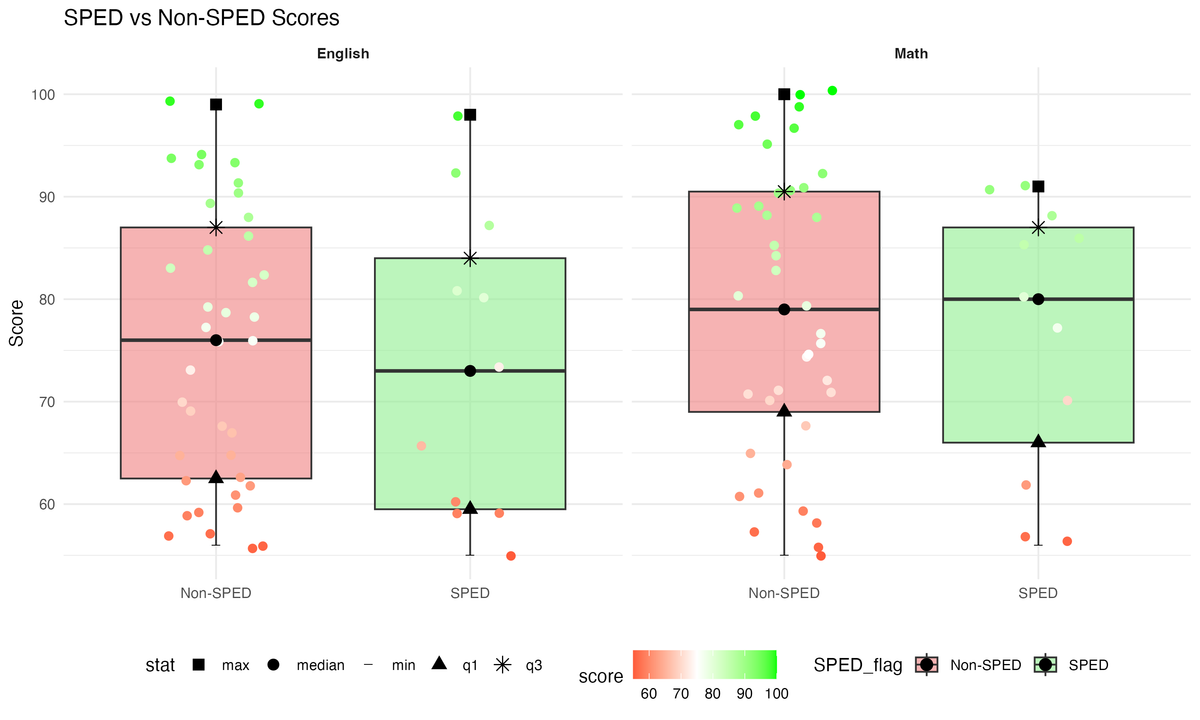 SPED vs Non-SPED Scores
English
Math
Score
100
90
80
70
60
Non-SPED
SPED
Non-SPED
SPED
stat
max
median
min
q1
q3
score
60 70 80 90 100
SPED_flag
Non-SPED
SPED